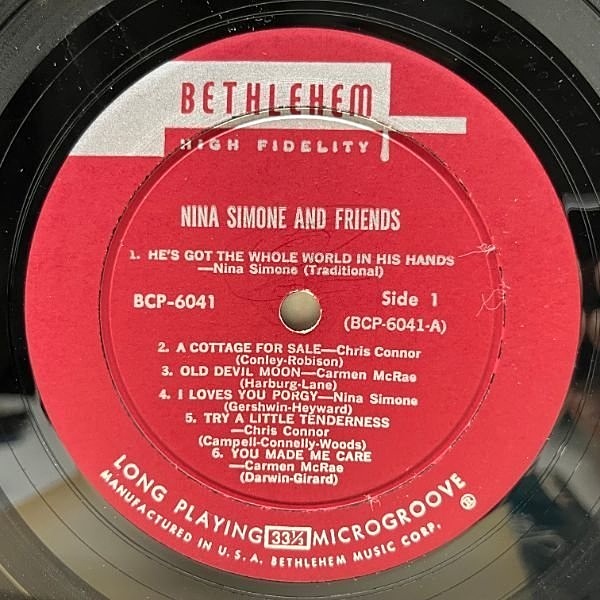 BETHLEHEM
HIGH FIDELITY
NINA SIMONE AND FRIENDS
1. HE'S GOT THE WHOLE WORLD IN HIS HANDS
—Nina Simone (Traditional)
BCP-6041
Side 1
(BCP-6041-A)
2. A COTTAGE FOR SALE—Chris Connor
(Conley-Robison)
3. OLD DEVIL MOON—Carmen McRae
(Harburg-Lane)
4. I LOVES YOU PORGY—Nina Simone
(Gershwin-Heyward)
5. TRY A LITTLE TENDERNESS
—Chris Connor
(Campell-Connelly-Woods)
6. YOU MADE ME CARE
—Carmen McRae
(Darwin-Girard)
LONG PLAYING 33⅓ MICROGROOVE ®
MANUFACTURED IN U.S.A. BETHLEHEM MUSIC CORP.